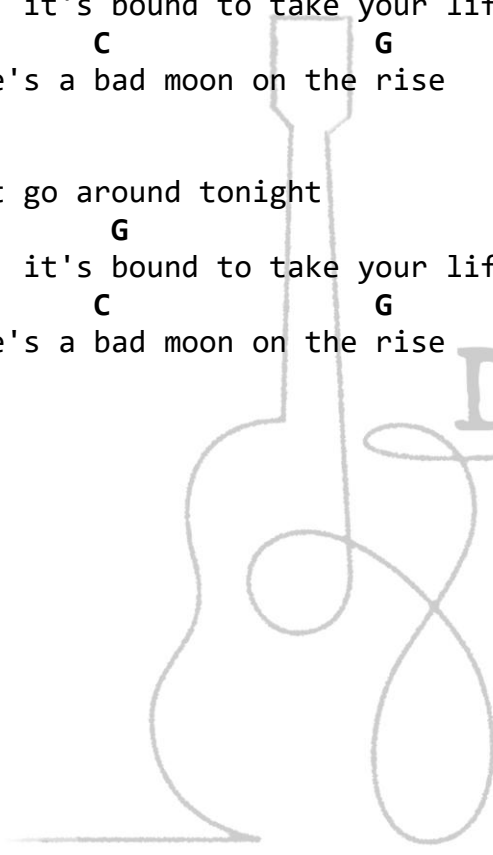 it's bound to take your lif
C G
e's a bad moon on the rise
t go around tonight
G
it's bound to take your lif
C G
e's a bad moon on the rise